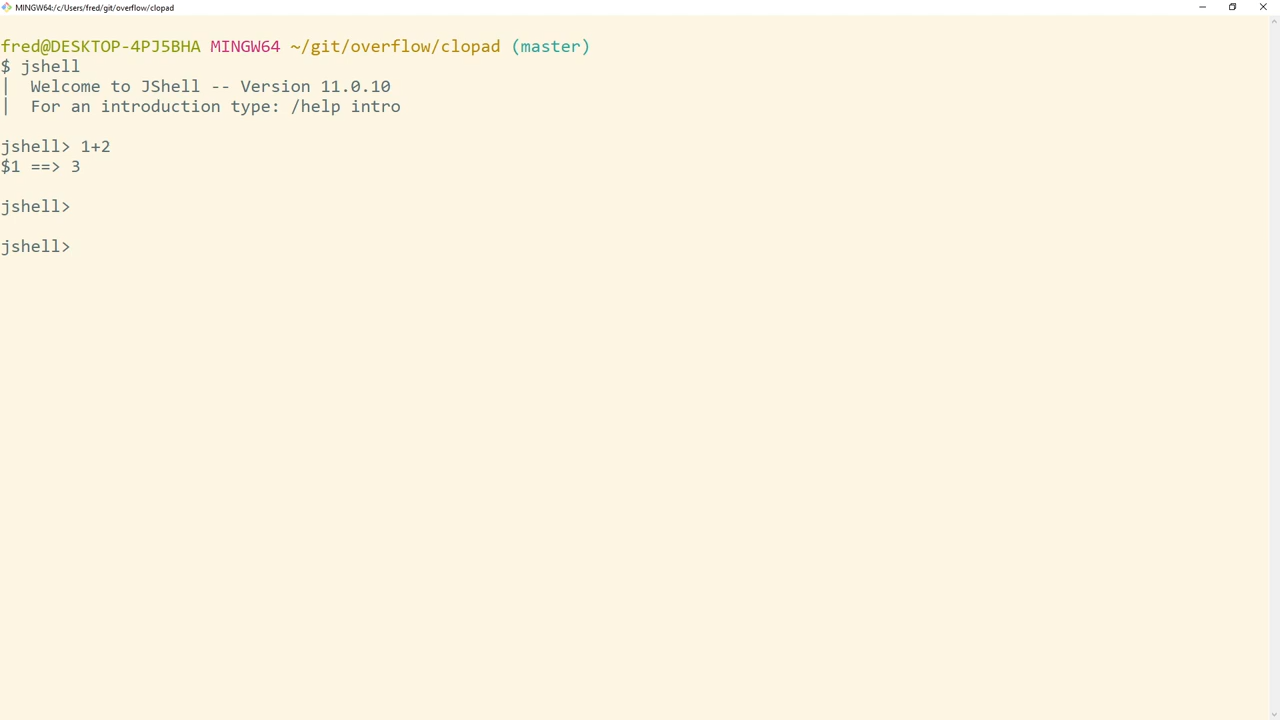 MINGW64:/c/Users/fred/git/overflow/clopad
fred@DESKTOP-4PJ5BHA MINGW64 ~/git/overflow/clopad (master)
$ jshell
|  Welcome to JShell -- Version 11.0.10
|  For an introduction type: /help intro
jshell> 1+2
$1 ==> 3
jshell>
jshell>